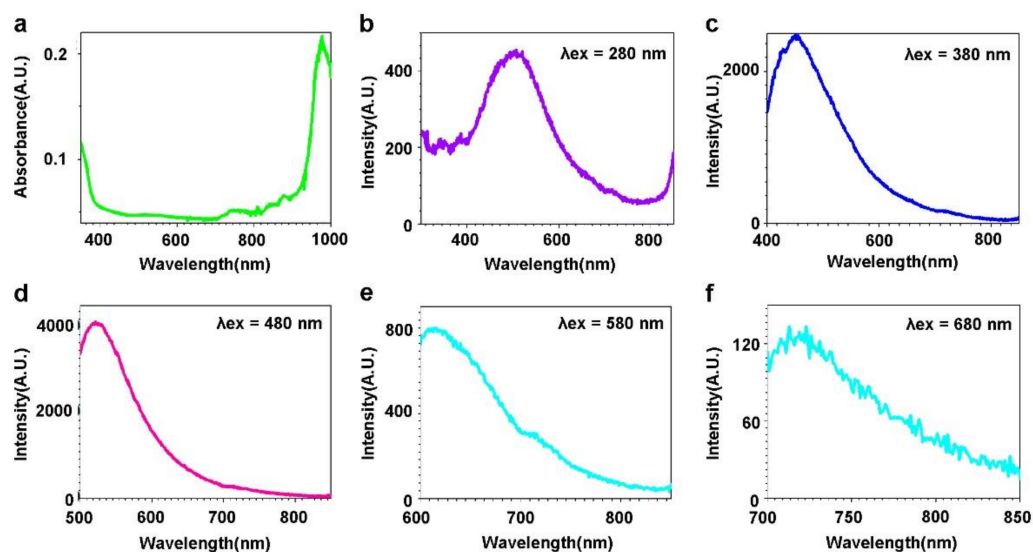 a
0.2
0.1
Absorbance(A.U.)
400 600 800 1000
Wavelength(nm)
b
λex = 280 nm
400
200
0
Intensity(A.U.)
400 600 800
Wavelength(nm)
c
λex = 380 nm
2000
0
Intensity(A.U.)
400 600 800
Wavelength(nm)
d
λex = 480 nm
4000
2000
0
Intensity(A.U.)
500 600 700 800
Wavelength(nm)
e
λex = 580 nm
800
400
0
Intensity(A.U.)
600 700 800
Wavelength(nm)
f
λex = 680 nm
120
60
0
Intensity(A.U.)
700 750 800 850
Wavelength(nm)